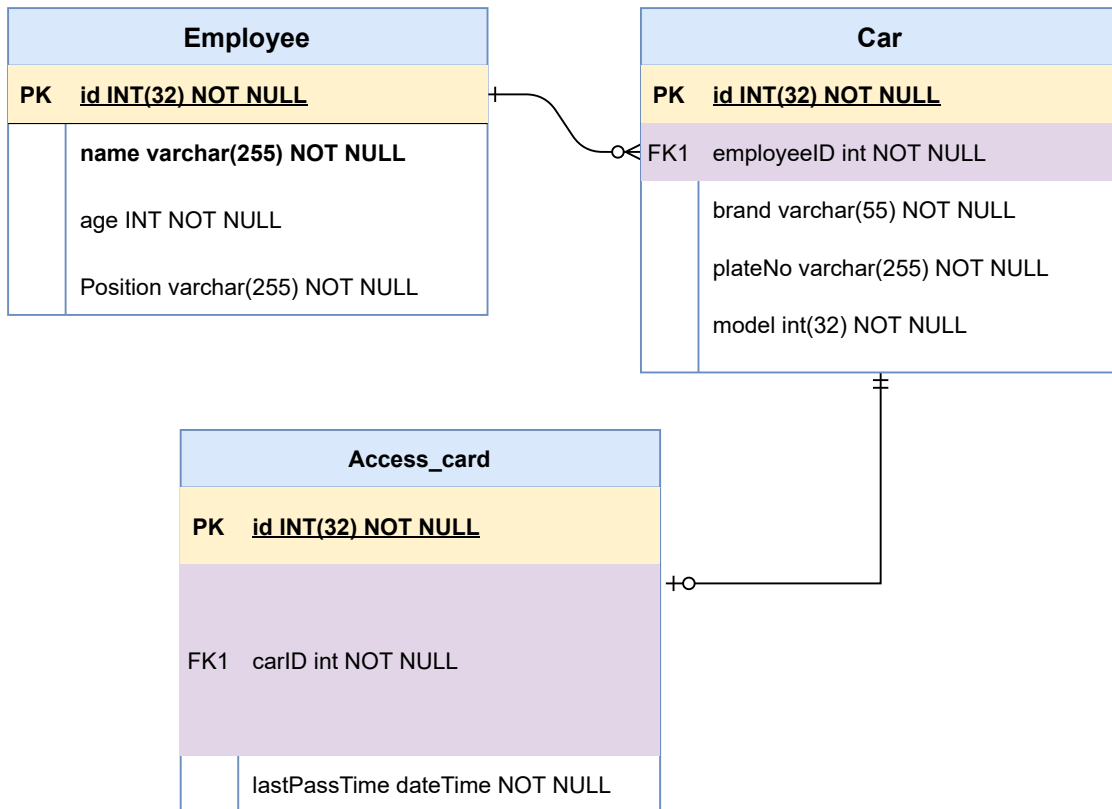 Employee
PK id INT(32) NOT NULL
name varchar(255) NOT NULL
age INT NOT NULL
Position varchar(255) NOT NULL
Car
PK id INT(32) NOT NULL
FK1 employeeID int NOT NULL
brand varchar(55) NOT NULL
plateNo varchar(255) NOT NULL
model int(32) NOT NULL
Access_card
PK id INT(32) NOT NULL
FK1 carID int NOT NULL
lastPassTime dateTime NOT NULL